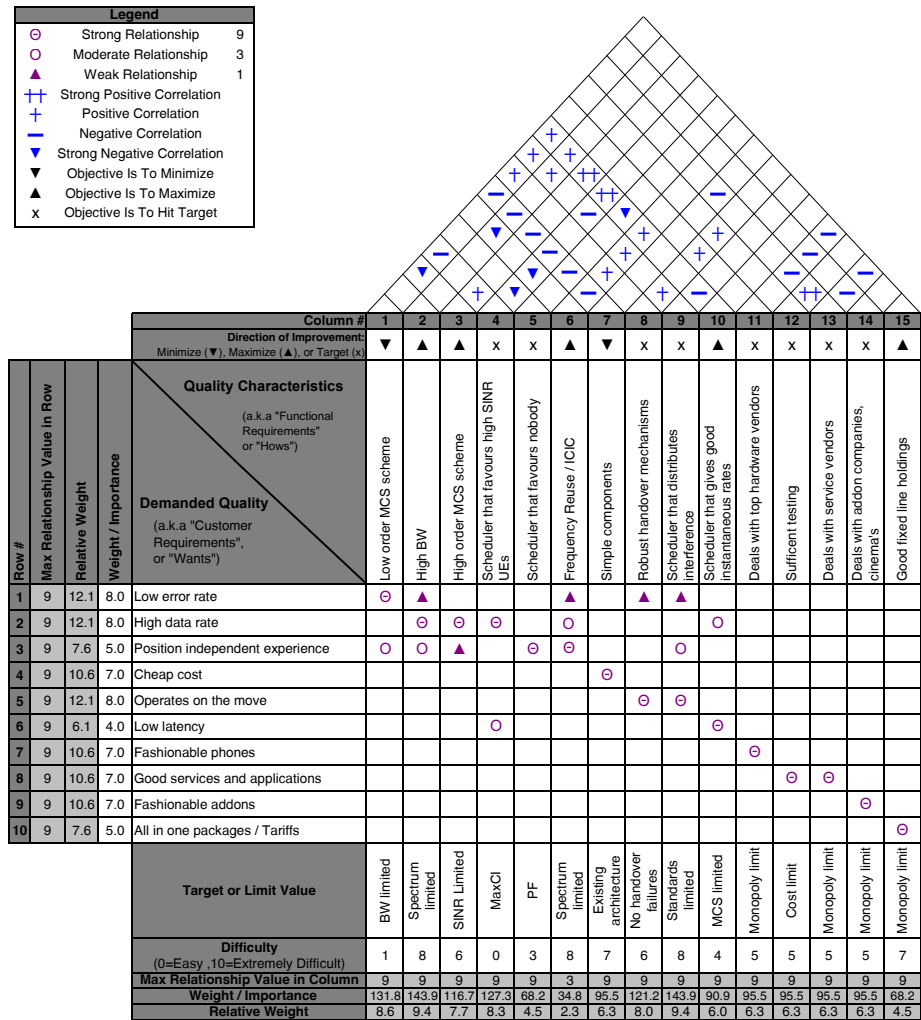 Legend
Θ Strong Relationship 9
Ο Moderate Relationship 3
▲ Weak Relationship 1
┼┼ Strong Positive Correlation
┼ Positive Correlation
▬ Negative Correlation
▼ Strong Negative Correlation
▼ Objective Is To Minimize
▲ Objective Is To Maximize
x Objective Is To Hit Target
Column # 1 2 3 4 5 6 7 8 9 10 11 12 13 14 15
Direction of Improvement:
Minimize (▼), Maximize (▲), or Target (x) ▼ ▲ ▲ x x ▲ ▼ x x ▲ x x x x ▲
Row #
Max Relationship Value in Row
Relative Weight
Weight / Importance
Quality Characteristics
(a.k.a "Functional
Requirements"
or "Hows")
Demanded Quality
(a.k.a "Customer
Requirements",
or "Wants")
Low order MCS scheme
High BW
High order MCS scheme
Scheduler that favours high SINR
UEs
Scheduler that favours nobody
Frequency Reuse / ICIC
Simple components
Robust handover mechanisms
Scheduler that distributes
interference
Scheduler that gives good
instantaneous rates
Deals with top hardware vendors
Sufficent testing
Deals with service vendors
Deals with addon companies,
cinema's
Good fixed line holdings
1 9 12.1 8.0 Low error rate Θ ▲ ▲ ▲ ▲
2 9 12.1 8.0 High data rate Θ Θ Θ Ο Ο
3 9 7.6 5.0 Position independent experience Ο Ο ▲ Θ Θ Ο
4 9 10.6 7.0 Cheap cost Θ
5 9 12.1 8.0 Operates on the move Θ Θ
6 9 6.1 4.0 Low latency Ο Θ
7 9 10.6 7.0 Fashionable phones Θ
8 9 10.6 7.0 Good services and applications Θ Θ
9 9 10.6 7.0 Fashionable addons Θ
10 9 7.6 5.0 All in one packages / Tariffs Θ
Target or Limit Value
BW limited
Spectrum
limited
SINR Limited
MaxCI
PF
Spectrum
limited
Existing
architecture
No handover
failures
Standards
limited
MCS limited
Monopoly limit
Cost limit
Monopoly limit
Monopoly limit
Monopoly limit
Difficulty
(0=Easy ,10=Extremely Difficult) 1 8 6 0 3 8 7 6 8 4 5 5 5 5 7
Max Relationship Value in Column 9 9 9 9 9 3 9 9 9 9 9 9 9 9 9
Weight / Importance 131.8 143.9 116.7 127.3 68.2 34.8 95.5 121.2 143.9 90.9 95.5 95.5 95.5 95.5 68.2
Relative Weight 8.6 9.4 7.7 8.3 4.5 2.3 6.3 8.0 9.4 6.0 6.3 6.3 6.3 6.3 4.5